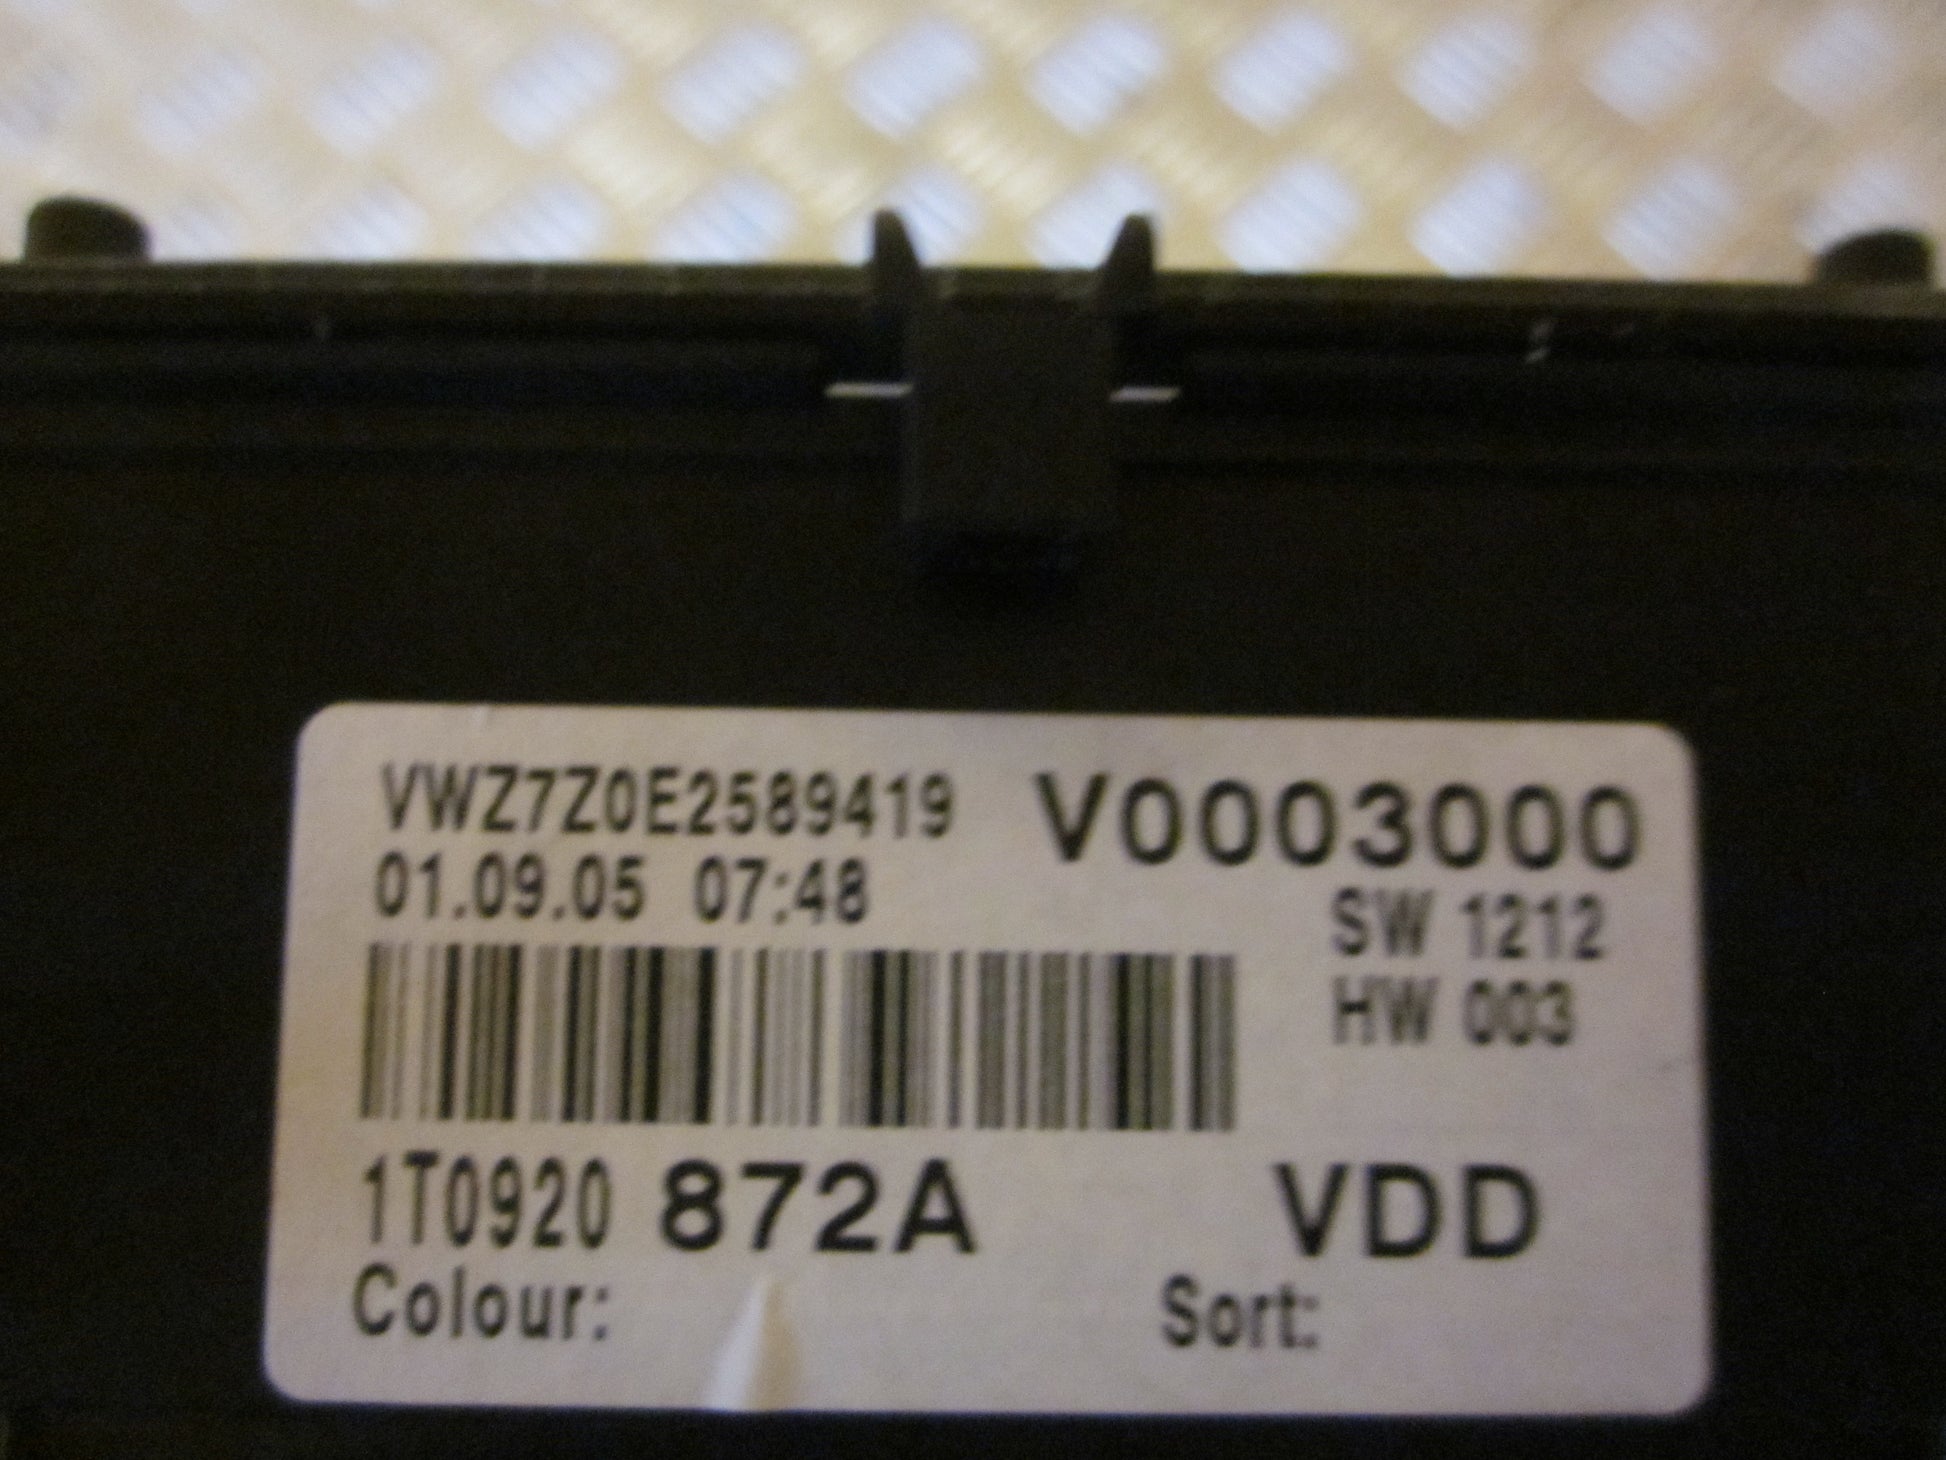 VWZ7Z0E2589419 V0003000
01.09.05 07:48 SW 1212
HW 003
1T0920 872A VDD
Colour: Sort: